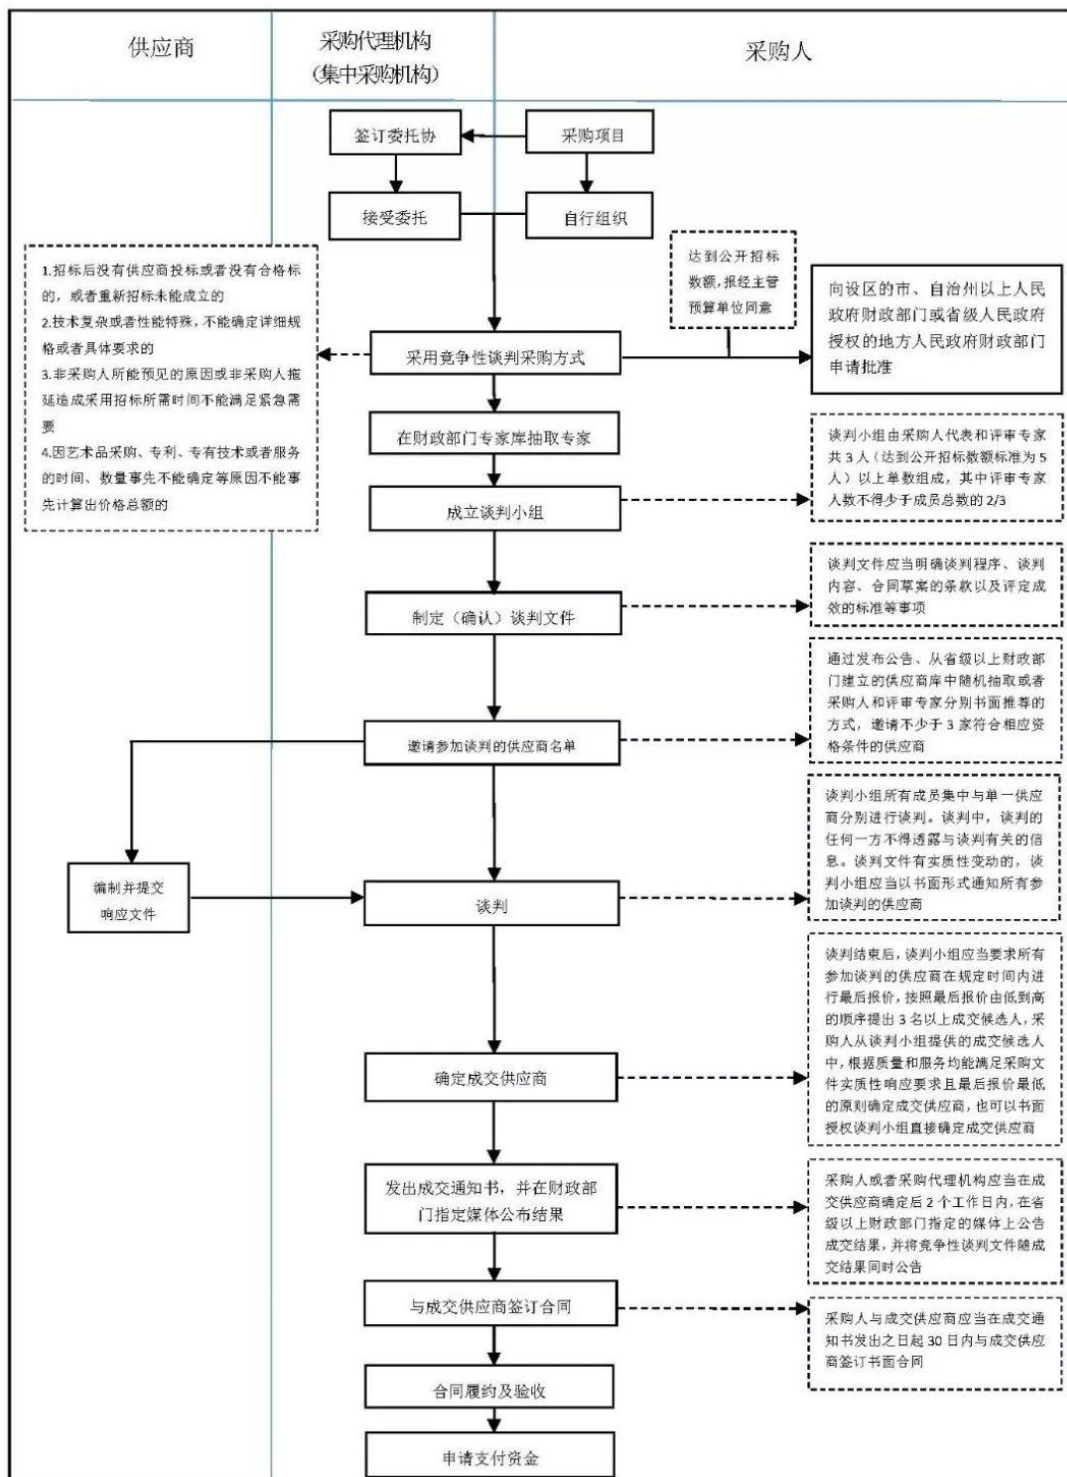 供应商
采购代理机构
（集中采购机构）
采购人
签订委托协
采购项目
接受委托
自行组织
达到公开招标
数额，报经主管
预算单位同意
1.招标后没有供应商投标或者没有合格标
的，或者重新招标未能成立的
2.技术复杂或者性能特殊，不能确定详细规
格或者具体要求的
3.非采购人所能预见的原因或非采购人拖
延造成采用招标所需时间不能满足紧急需
要
4.因艺术品采购、专利、专有技术或者服务
的时间、数量事先不能确定等原因不能事
先计算出价格总额的
采用竞争性谈判采购方式
向设区的市、自治州以上人民
政府财政部门或省级人民政府
授权的地方人民政府财政部门
申请批准
在财政部门专家库抽取专家
谈判小组由采购人代表和评审专家
共3人（达到公开招标数额标准为5
人）以上单数组成，其中评审专家
人数不得少于成员总数的2/3
成立谈判小组
谈判文件应当明确谈判程序、谈判
内容、合同草案的条款以及评定成
效的标准等事项
制定（确认）谈判文件
通过发布公告、从省级以上财政部
门建立的供应商库中随机抽取或者
采购人和评审专家分别书面推荐的
方式，邀请不少于3家符合相应资
格条件的供应商
邀请参加谈判的供应商名单
谈判小组所有成员集中与单一供应
商分别进行谈判。谈判中，谈判的
任何一方不得透露与谈判有关的信
息。谈判文件有实质性变动的，谈
判小组应当以书面形式通知所有参
加谈判的供应商
编制并提交
响应文件
谈判
谈判结束后，谈判小组应当要求所有
参加谈判的供应商在规定时间内进
行最后报价，按照最后报价由低到高
的顺序提出3名以上成交候选人，采
购人从谈判小组提供的成交候选人
中，根据质量和服务均能满足采购文
件实质性响应要求且最后报价最低
的原则确定成交供应商，也可以书面
授权谈判小组直接确定成交供应商
确定成交供应商
发出成交通知书，并在财政部
门指定媒体公布结果
采购人或者采购代理机构应当在成
交供应商确定后2个工作日内，在省
级以上财政部门指定的媒体上公告
成交结果，并将竞争性谈判文件随成
交结果同时公告
与成交供应商签订合同
采购人与成交供应商应当在成交通
知书发出之日起30日内与成交供应
商签订书面合同
合同履约及验收
申请支付资金